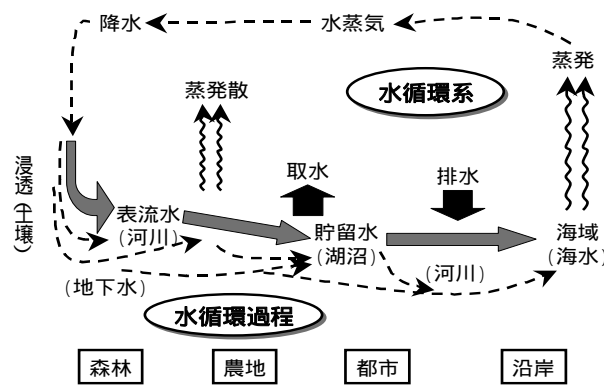 降水
水蒸気
蒸発
水循環系
蒸発散
取水
排水
浸透(土壌)
表流水
(河川)
貯留水
(湖沼)
(河川)
海域
(海水)
(地下水)
水循環過程
森林
農地
都市
沿岸